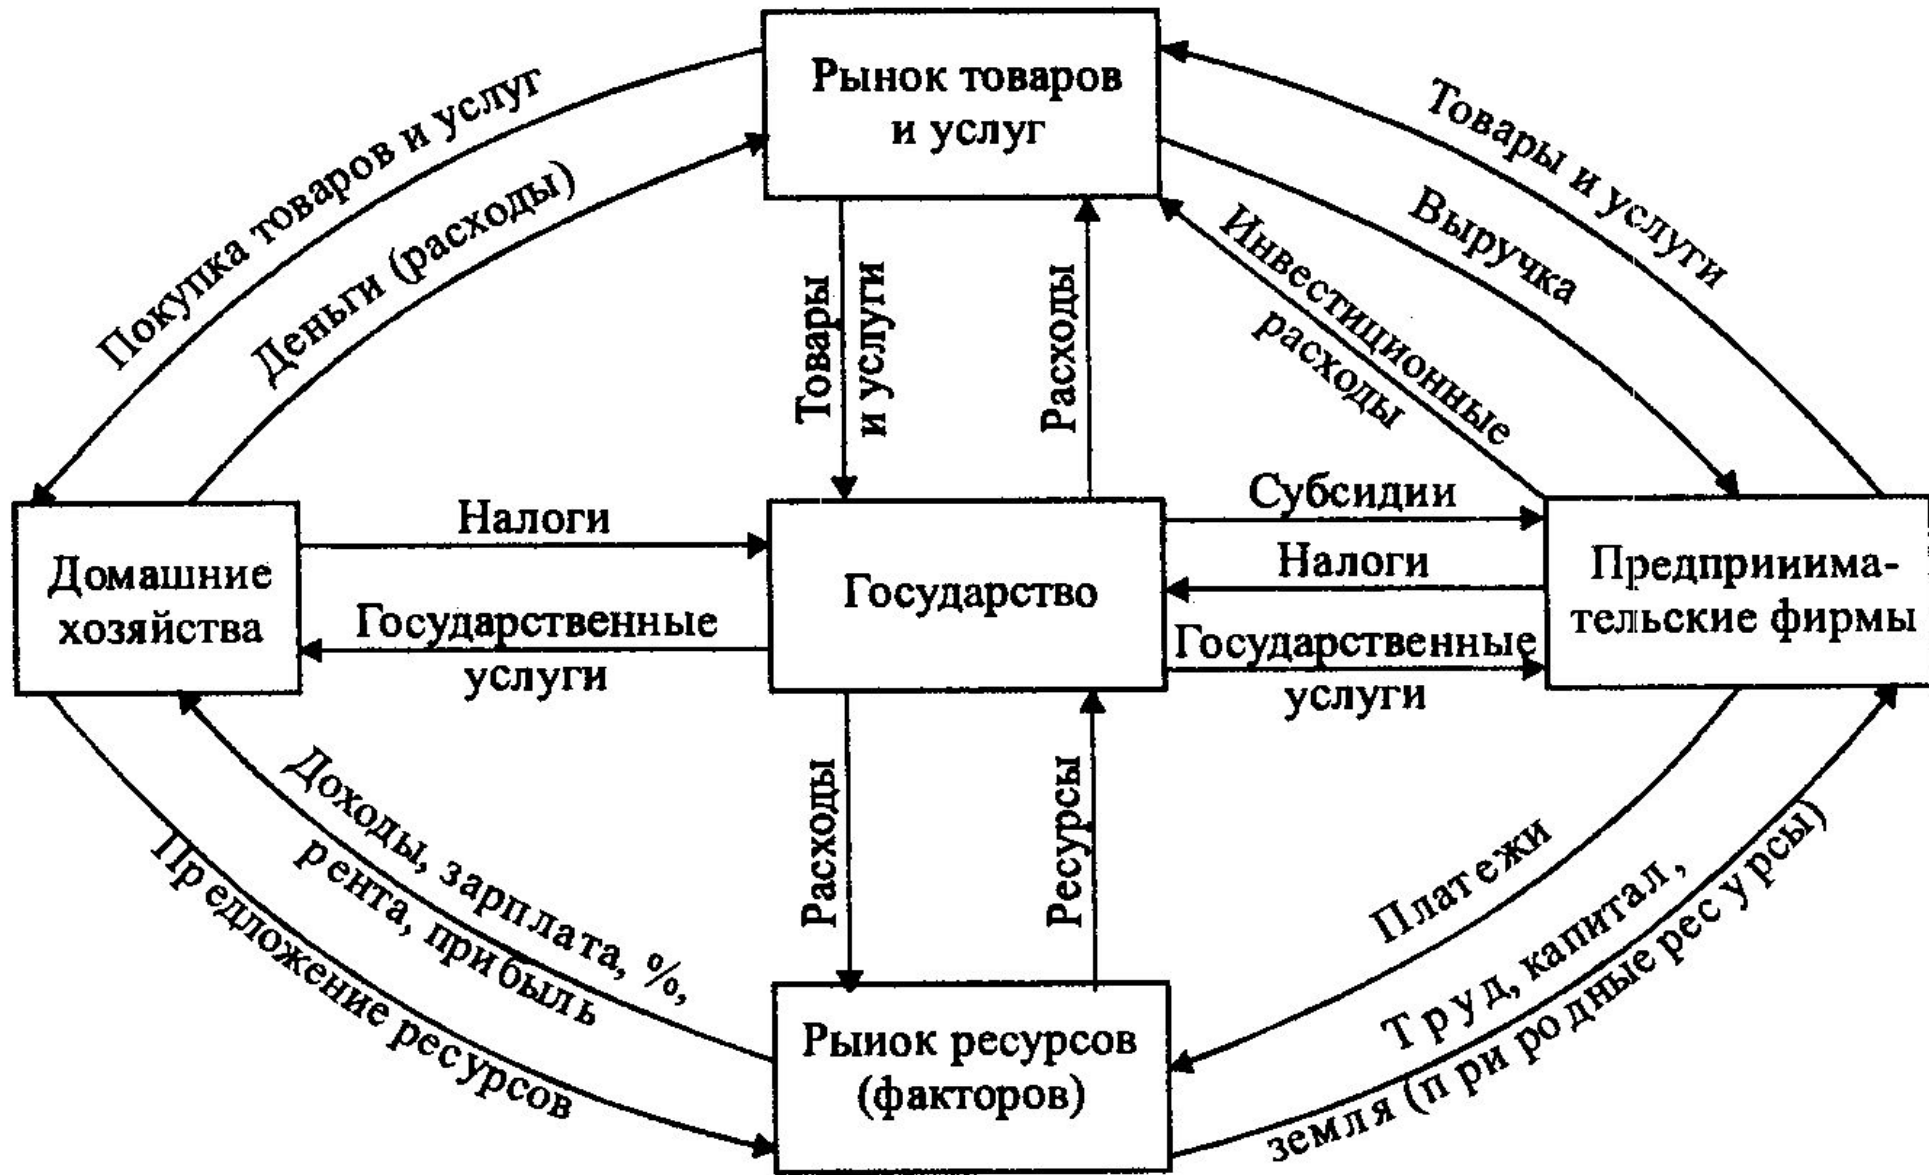 Рынок товаров
и услуг
Покупка товаров и услуг
Деньги (расходы)
Товары и услуги
Выручка
Инвестиционные
расходы
Товары
и услуги
Расходы
Домашние
хозяйства
Налоги
Государственные
услуги
Государство
Субсидии
Налоги
Государственные
услуги
Предприиима-
тельские фирмы
Доходы, зарплата, %,
рента, прибыль
Предложение ресурсов
Расходы
Ресурсы
Платежи
Труд, капитал,
земля (природные ресурсы)
Рыиок ресурсов
(факторов)